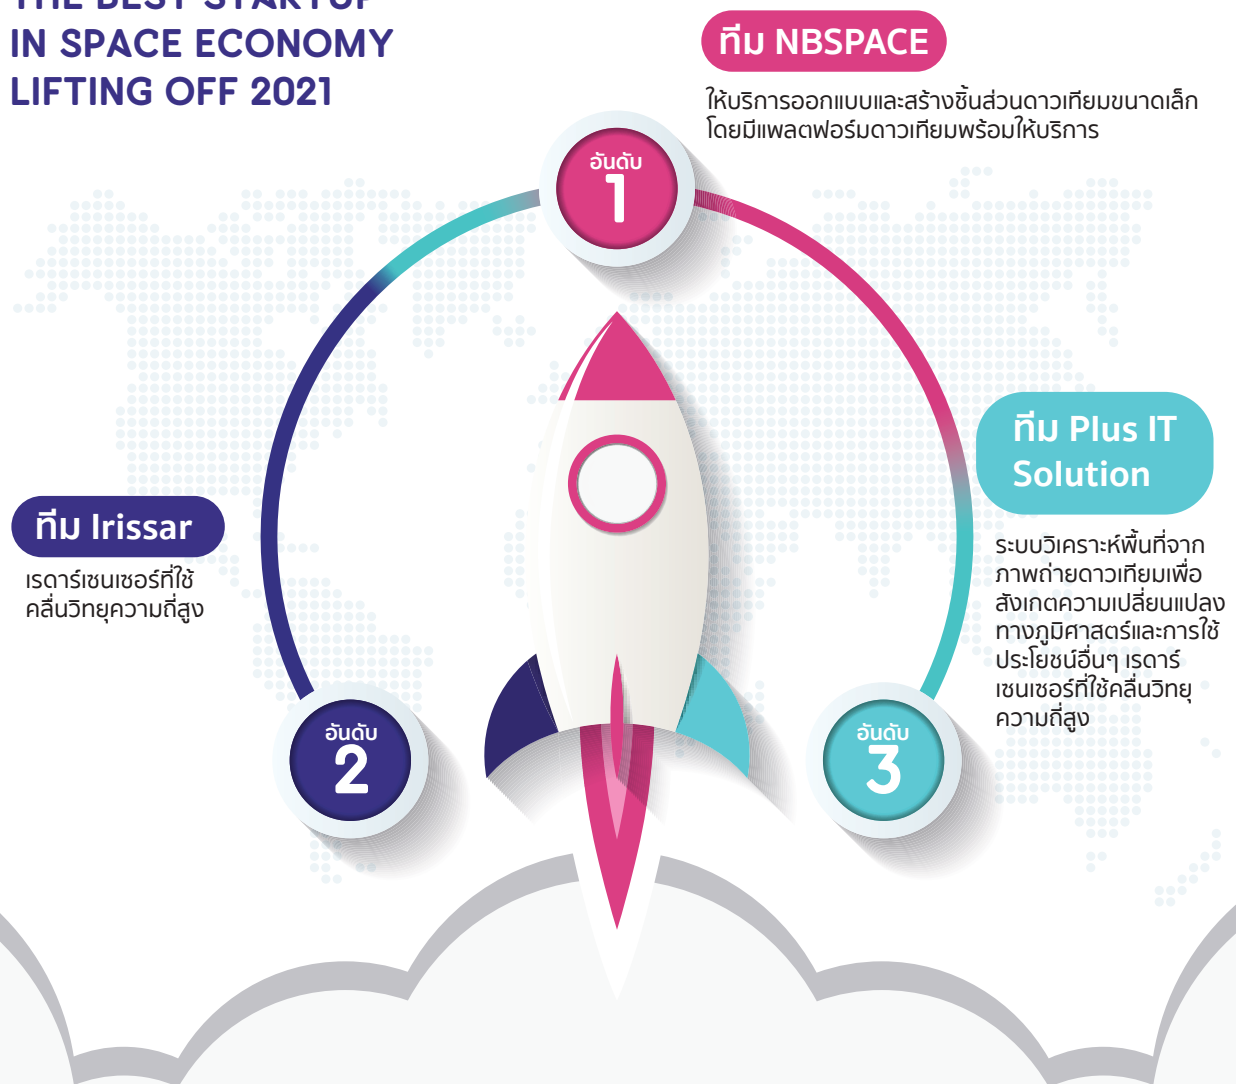 THE BEST STARTUP
IN SPACE ECONOMY
LIFTING OFF 2021
ทีม NBSPACE
ให้บริการออกแบบและสร้างชิ้นส่วนดาวเทียมขนาดเล็ก
โดยมีแพลตฟอร์มดาวเทียมพร้อมให้บริการ
อันดับ
1
ทีม Plus IT
Solution
ระบบวิเคราะห์พื้นที่จาก
ภาพถ่ายดาวเทียมเพื่อ
สังเกตความเปลี่ยนแปลง
ทางภูมิศาสตร์และการใช้
ประโยชน์อื่นๆ เรดาร์
เซนเซอร์ที่ใช้คลื่นวิทยุ
ความถี่สูง
ทีม Irissar
เรดาร์เซนเซอร์ที่ใช้
คลื่นวิทยุความถี่สูง
อันดับ
2
อันดับ
3